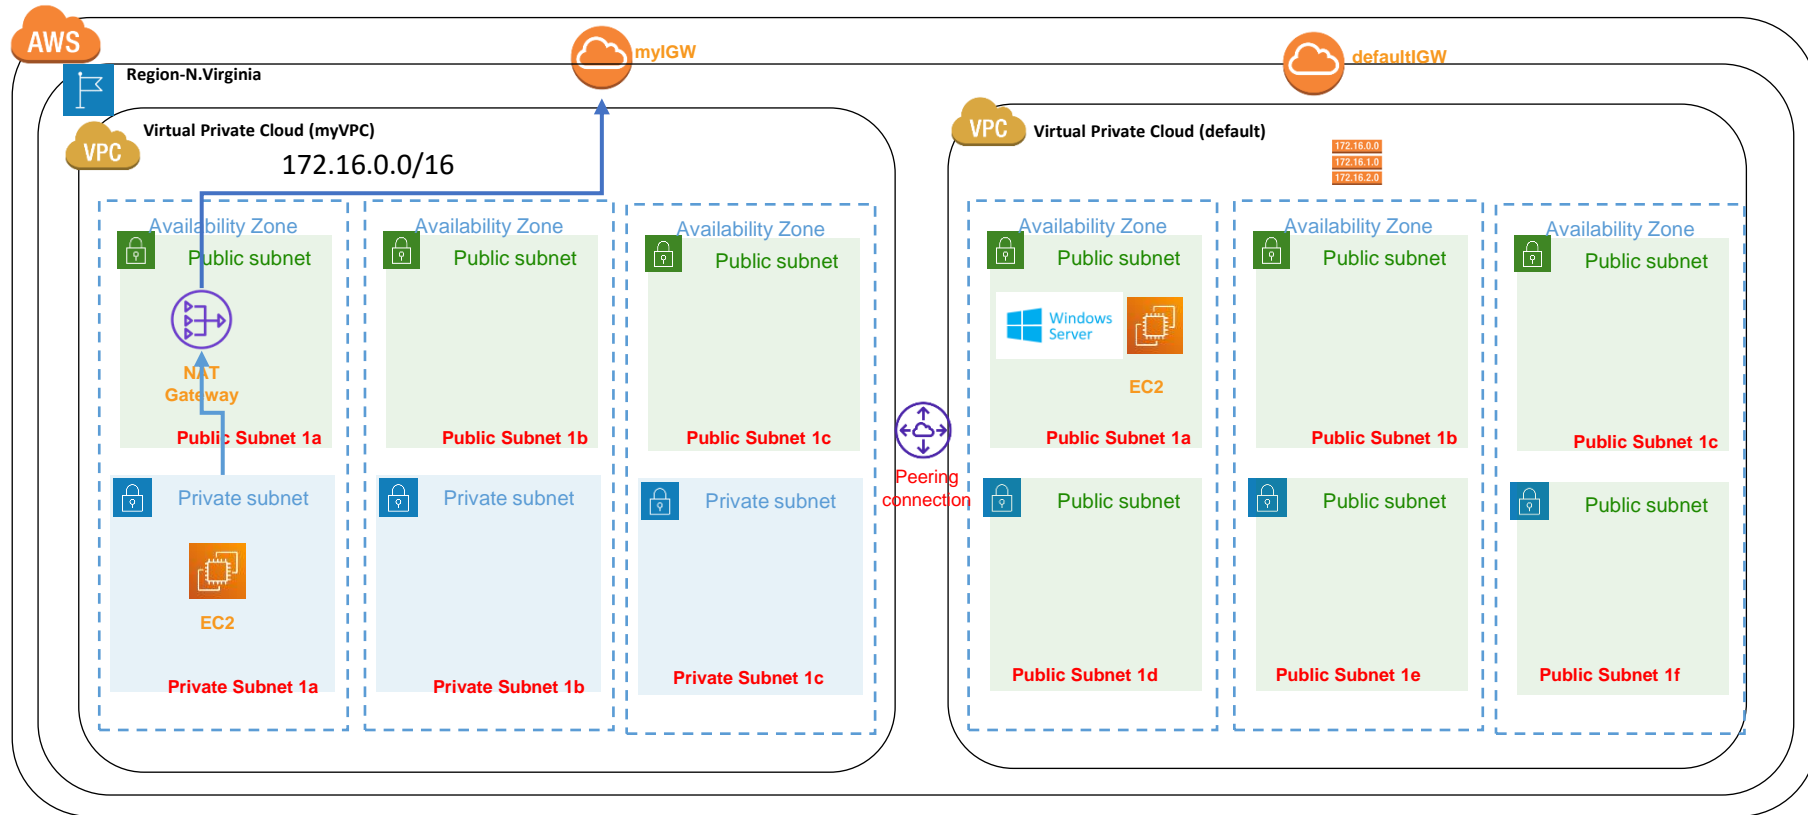 AWS
myIGW
defaultIGW
Region-N.Virginia
VPC
Virtual Private Cloud (myVPC)
172.16.0.0/16
VPC
Virtual Private Cloud (default)
172.16.0.0
172.16.1.0
172.16.2.0
Availability Zone
Public subnet
NAT
Gateway
Public Subnet 1a
Private subnet
EC2
Private Subnet 1a
Availability Zone
Public subnet
Public Subnet 1b
Private subnet
Private Subnet 1b
Availability Zone
Public subnet
Public Subnet 1c
Private subnet
Private Subnet 1c
Peering
connection
Availability Zone
Public subnet
Windows
Server
EC2
Public Subnet 1a
Public subnet
Public Subnet 1d
Availability Zone
Public subnet
Public Subnet 1b
Public subnet
Public Subnet 1e
Availability Zone
Public subnet
Public Subnet 1c
Public subnet
Public Subnet 1f